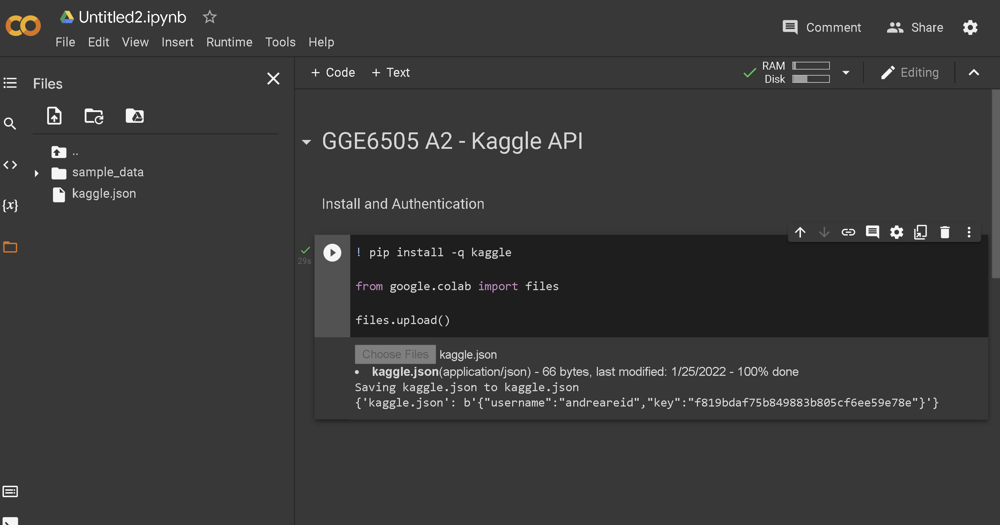 Untitled2.ipynb
File Edit View Insert Runtime Tools Help
Comment Share
Files
+ Code + Text
RAM
Disk
Editing
..
sample_data
kaggle.json
{x}
GGE6505 A2 - Kaggle API
Install and Authentication
29s
! pip install -q kaggle
from google.colab import files
files.upload()
Choose Files kaggle.json
• kaggle.json(application/json) - 66 bytes, last modified: 1/25/2022 - 100% done
Saving kaggle.json to kaggle.json
{'kaggle.json': b'{"username":"andreareid","key":"f819bdaf75b849883b805cf6ee59e78e"}'}